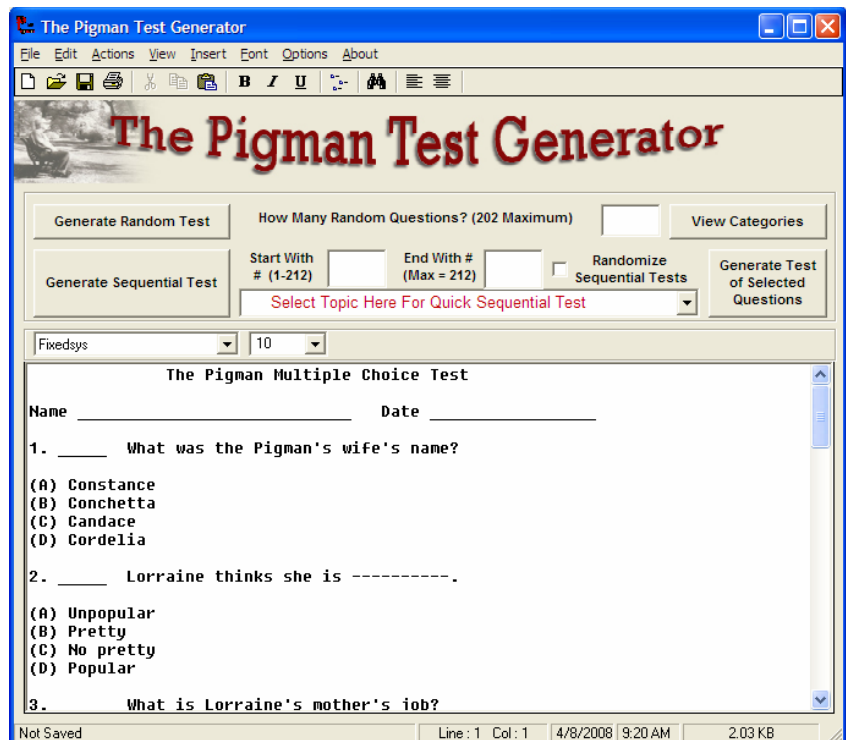 The Pigman Test Generator
File Edit Actions View Insert Font Options About
B I U
The Pigman Test Generator
Generate Random Test How Many Random Questions? (202 Maximum) View Categories
Generate Sequential Test Start With # (1-212) End With # (Max = 212) Randomize Sequential Tests Generate Test of Selected Questions
Select Topic Here For Quick Sequential Test
Fixedsys 10
The Pigman Multiple Choice Test
Name ____________________________ Date _________________
1. _____ What was the Pigman's wife's name?
(A) Constance
(B) Conchetta
(C) Candace
(D) Cordelia
2. _____ Lorraine thinks she is ----------.
(A) Unpopular
(B) Pretty
(C) No pretty
(D) Popular
3. What is Lorraine's mother's job?
Not Saved Line : 1 Col : 1 4/8/2008 9:20 AM 2.03 KB